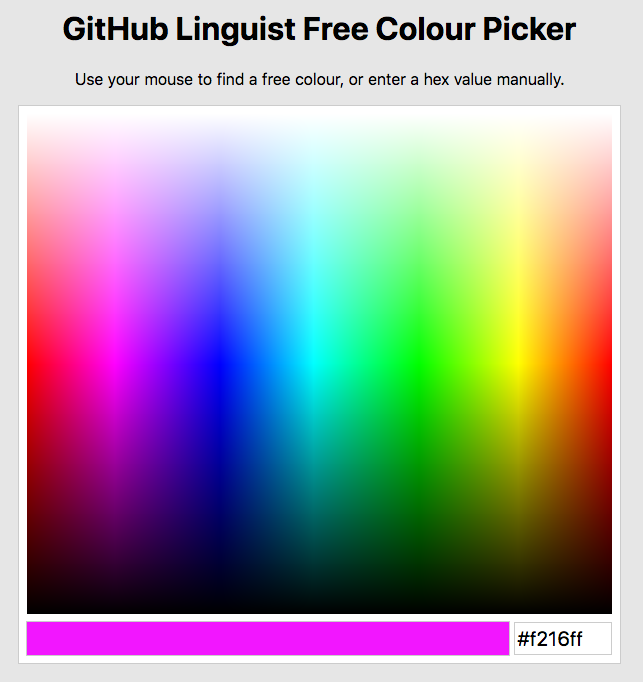 GitHub Linguist Free Colour Picker
Use your mouse to find a free colour, or enter a hex value manually.
#f216ff